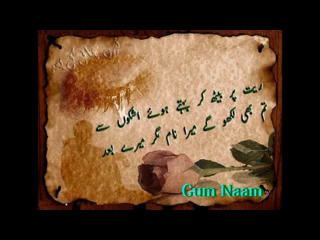 ریت پر بیٹھ کر بہتے ہوئے اشکوں سے
تم بھی لکھو گے میرا نام مگر میرے بعد
Gum Naam